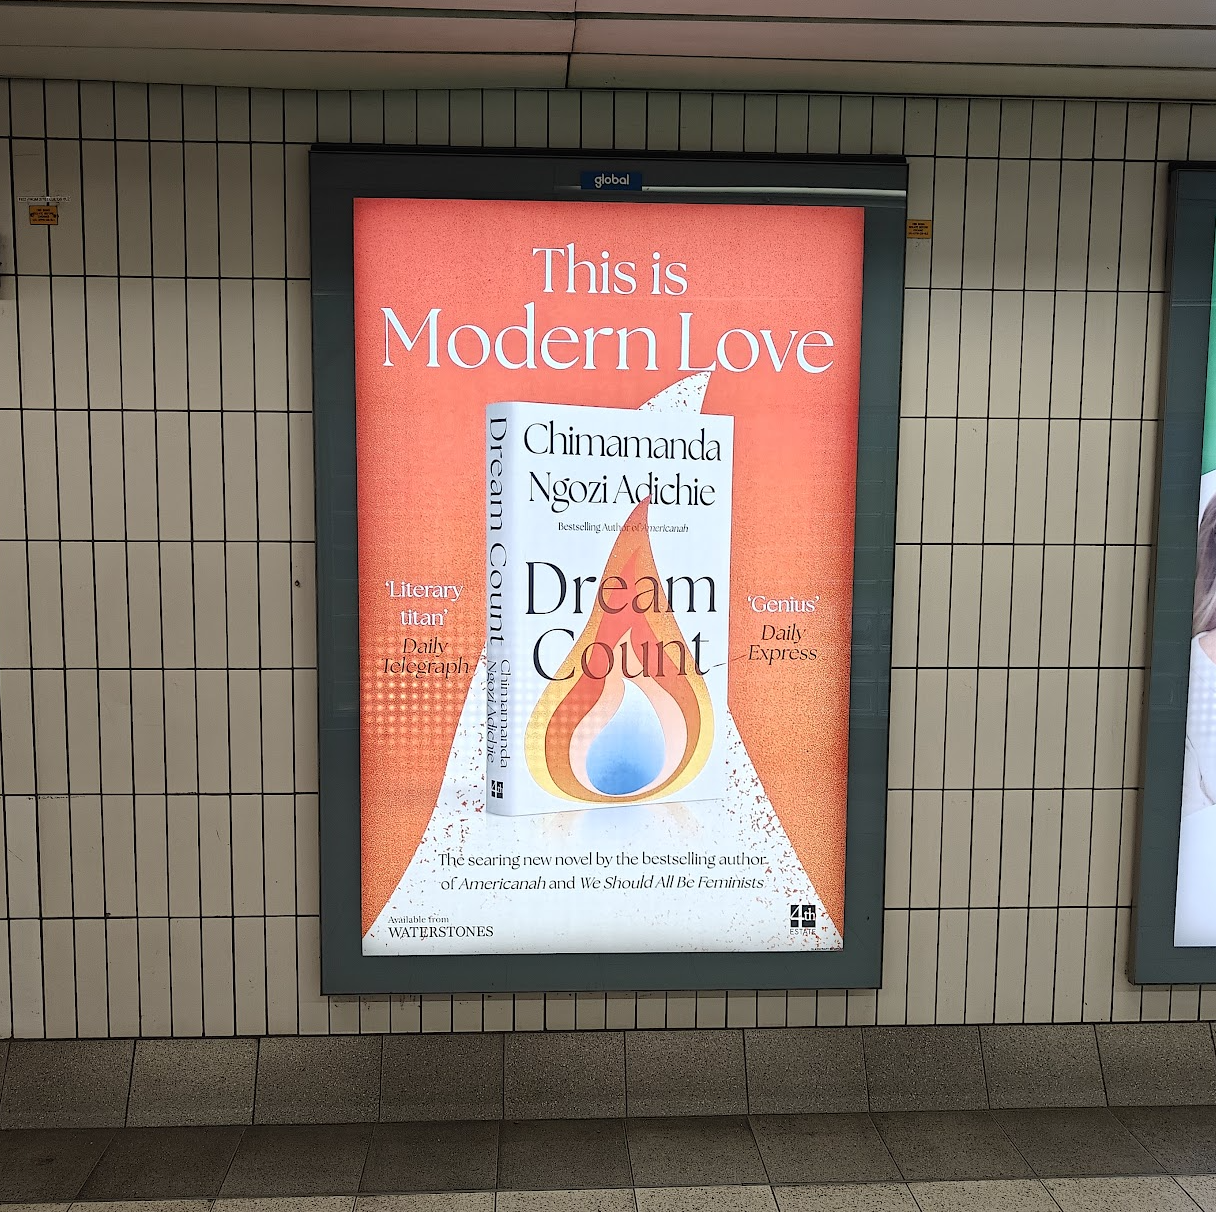 global
This is
Modern Love
Chimamanda
Ngozi Adichie
Bestselling Author of Americanah
Dream
Count
Dream Count
Chimamanda
Ngozi Adichie
4th
‘Literary
titan’
Daily
Telegraph
‘Genius’
Daily
Express
The searing new novel by the bestselling author
of Americanah and We Should All Be Feminists
Available from
WATERSTONES
4th
ESTATE